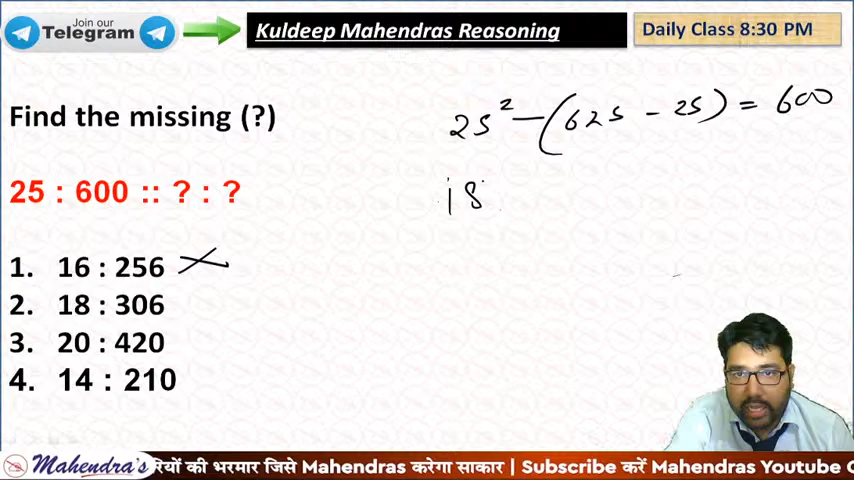 Join our
Telegram
Kuldeep Mahendras Reasoning
Daily Class 8:30 PM
Find the missing (?)
25² – (625 - 25) = 600
25 : 600 :: ? : ?
18
1. 16 : 256
2. 18 : 306
3. 20 : 420
4. 14 : 210
Mahendra's
रियों की भरमार जिसे Mahendras करेगा साकार | Subscribe करें Mahendras Youtube